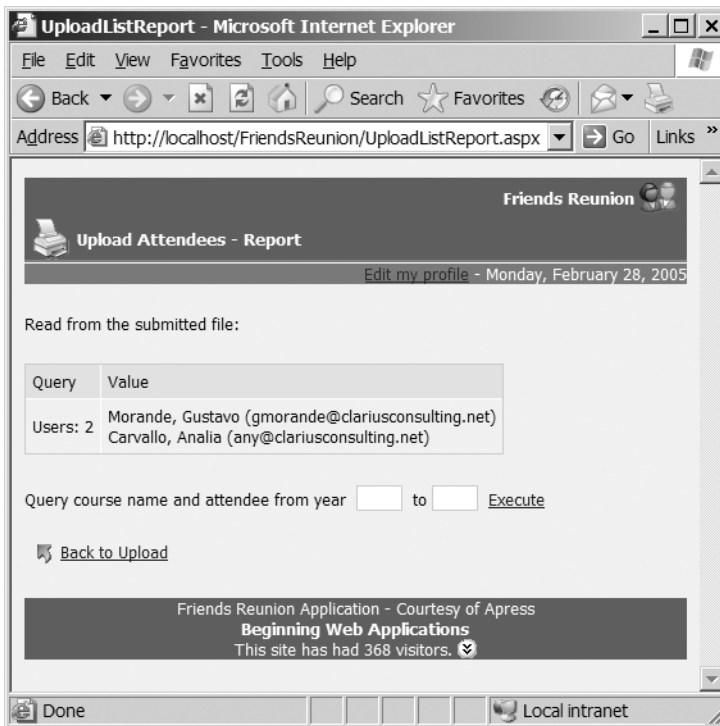 UploadListReport - Microsoft Internet Explorer
File Edit View Favorites Tools Help
Back Search Favorites
Address http://localhost/FriendsReunion/UploadListReport.aspx Go Links »
Friends Reunion
Upload Attendees - Report
Edit my profile - Monday, February 28, 2005
Read from the submitted file:
Query Value
Users: 2 Morande, Gustavo (gmorande@clariusconsulting.net)
Carvallo, Analia (any@clariusconsulting.net)
Query course name and attendee from year to Execute
Back to Upload
Friends Reunion Application - Courtesy of Apress
Beginning Web Applications
This site has had 368 visitors.
Done Local intranet